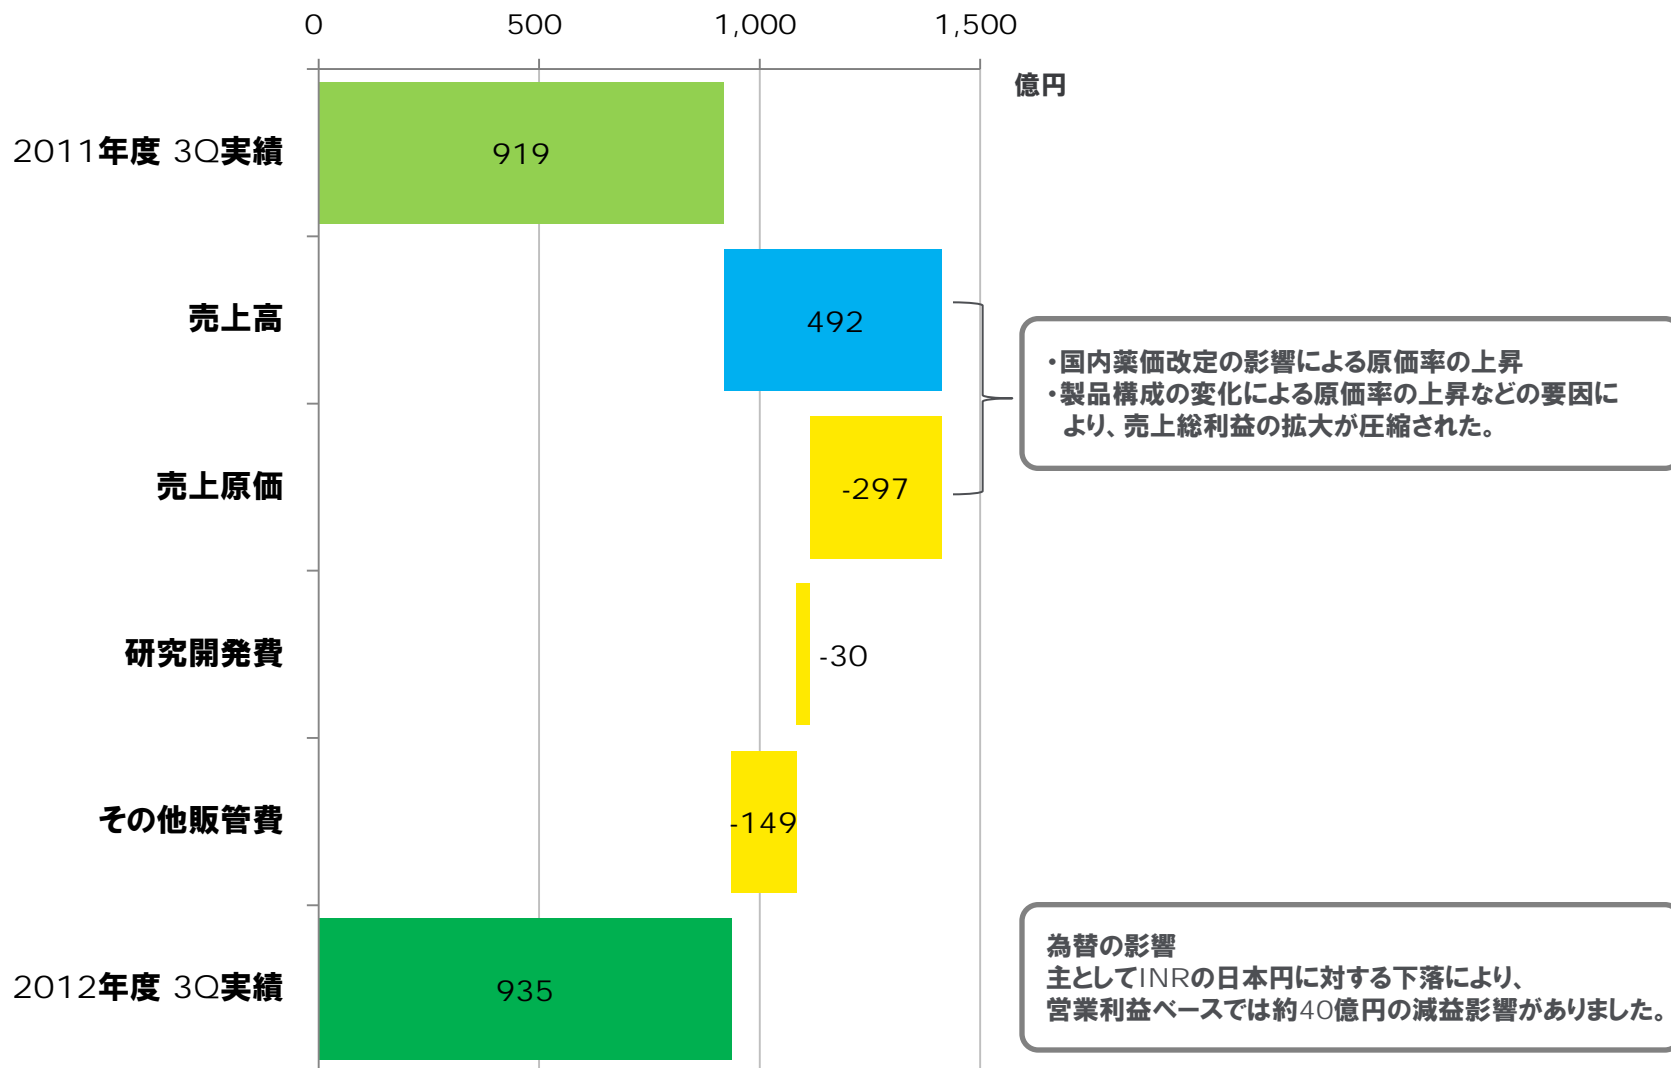 0 500 1,000 1,500
億円
2011年度 3Q実績
919
売上高
492
・国内薬価改定の影響による原価率の上昇
・製品構成の変化による原価率の上昇などの要因に
より、売上総利益の拡大が圧縮された。
売上原価
-297
研究開発費
-30
その他販管費
-149
2012年度 3Q実績
935
為替の影響
主としてINRの日本円に対する下落により、
営業利益ベースでは約40億円の減益影響がありました。